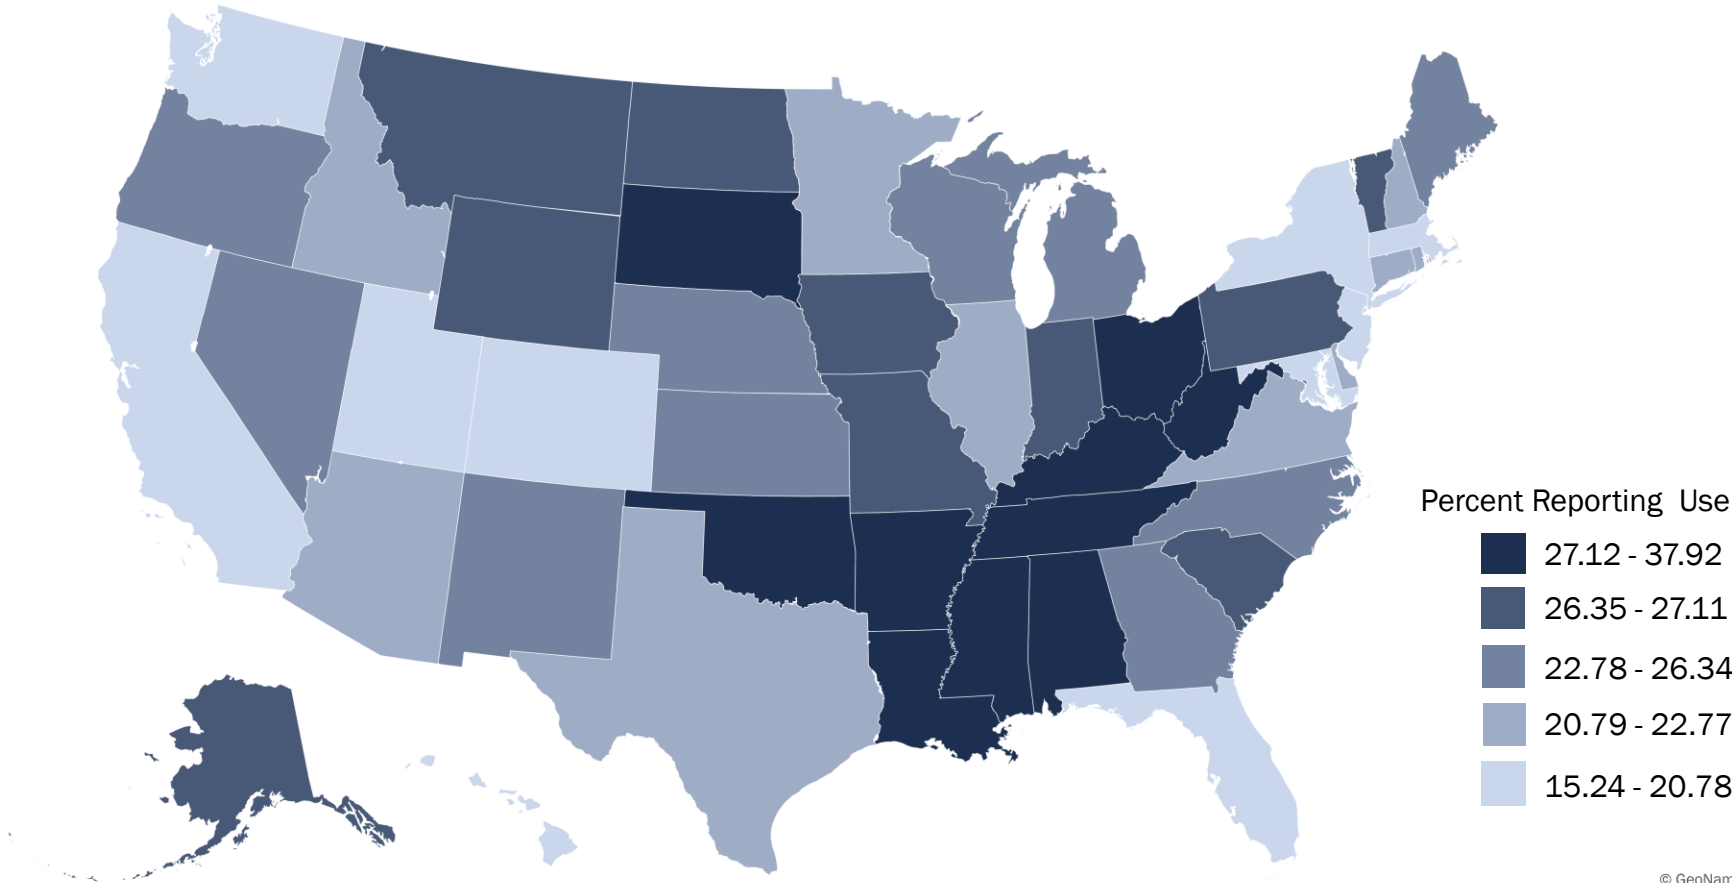 Percent Reporting Use
27.12 - 37.92
26.35 - 27.11
22.78 - 26.34
20.79 - 22.77
15.24 - 20.78
© GeoNam